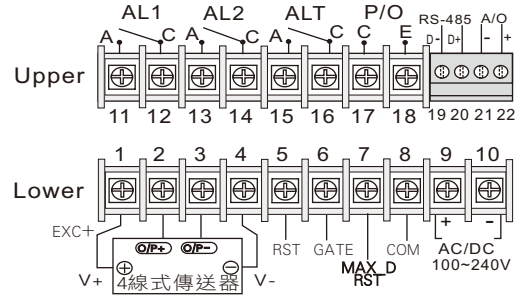 AL1 AL2 ALT P/O RS-485 A/O
A C A C A C C E D- D+ - +
Upper
11 12 13 14 15 16 17 18 19 20 21 22
1 2 3 4 5 6 7 8 9 10
Lower
+ -
EXC+ O/P+ O/P- RST GATE MAX_D RST COM AC/DC
100~240V
V+ 4線式傳送器 V-